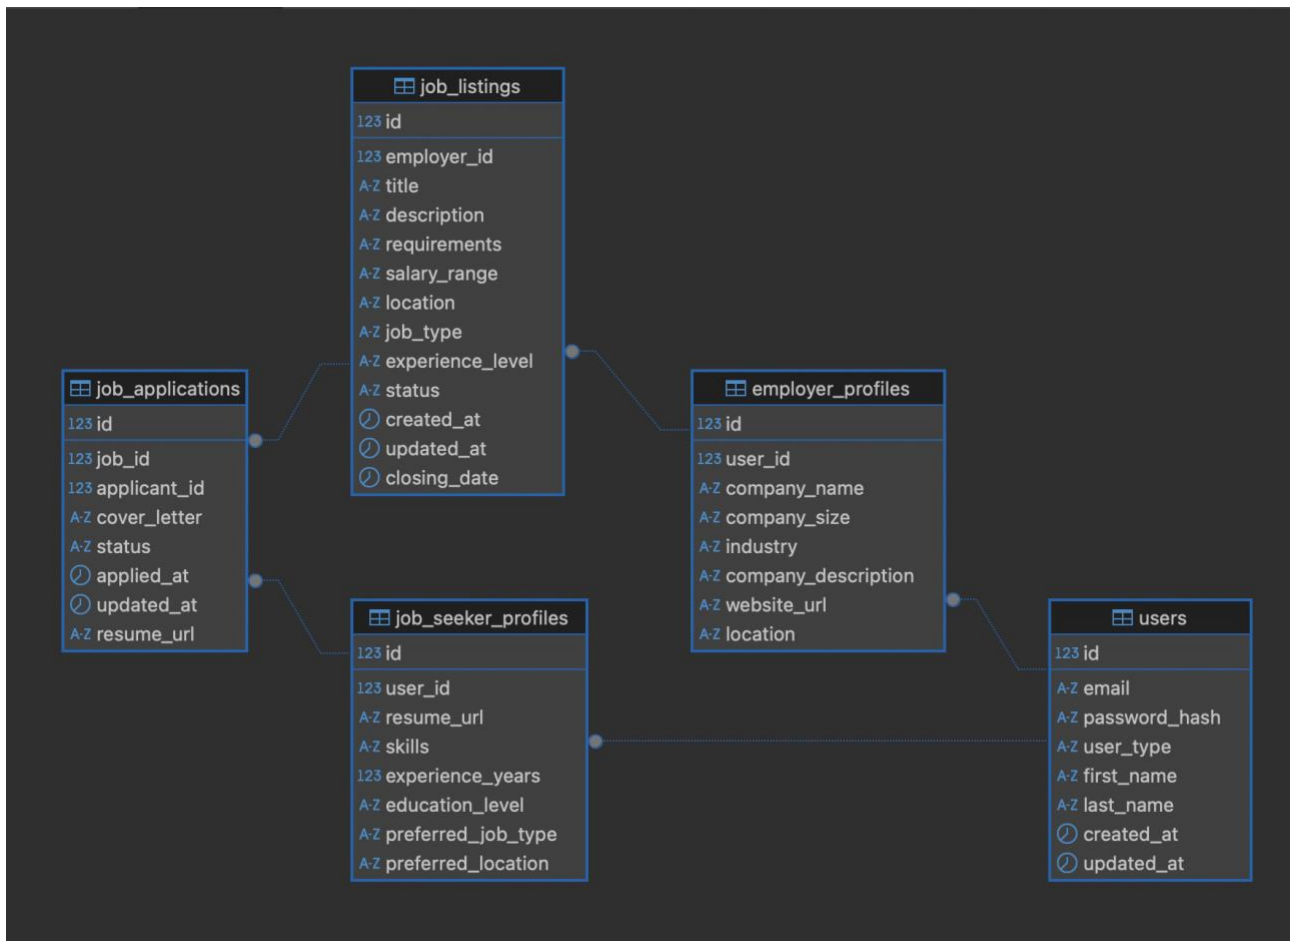 job_listings
123 id
123 employer_id
A-Z title
A-Z description
A-Z requirements
A-Z salary_range
A-Z location
A-Z job_type
A-Z experience_level
A-Z status
created_at
updated_at
closing_date
job_applications
123 id
123 job_id
123 applicant_id
A-Z cover_letter
A-Z status
applied_at
updated_at
A-Z resume_url
employer_profiles
123 id
123 user_id
A-Z company_name
A-Z company_size
A-Z industry
A-Z company_description
A-Z website_url
A-Z location
job_seeker_profiles
123 id
123 user_id
A-Z resume_url
A-Z skills
123 experience_years
A-Z education_level
A-Z preferred_job_type
A-Z preferred_location
users
123 id
A-Z email
A-Z password_hash
A-Z user_type
A-Z first_name
A-Z last_name
created_at
updated_at